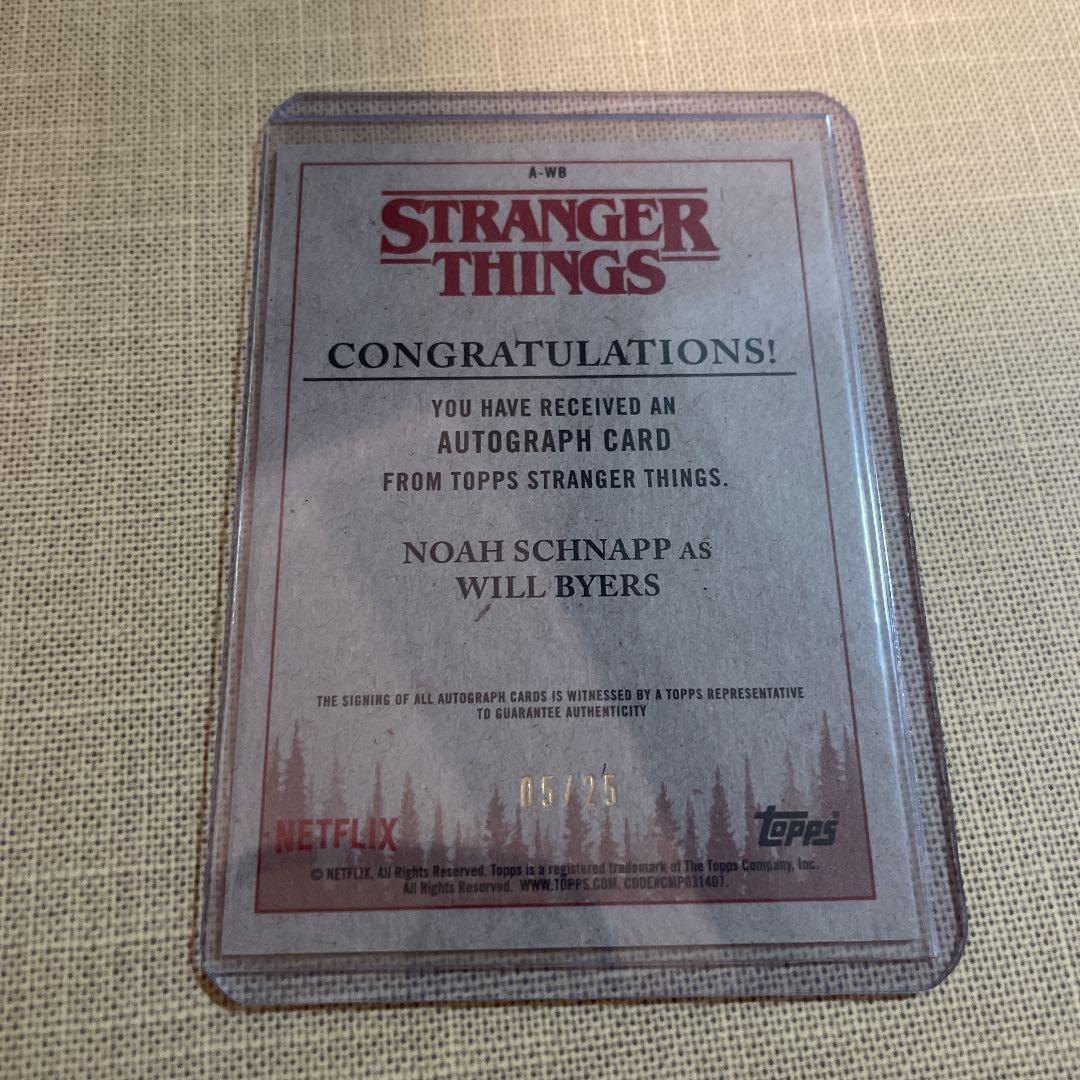 A-WB
STRANGER
THINGS
CONGRATULATIONS!
YOU HAVE RECEIVED AN
AUTOGRAPH CARD
FROM TOPPS STRANGER THINGS.
NOAH SCHNAPP AS
WILL BYERS
THE SIGNING OF ALL AUTOGRAPH CARDS IS WITNESSED BY A TOPPS REPRESENTATIVE
TO GUARANTEE AUTHENTICITY
05/25
NETFLIX
topps
© NETFLIX. All Rights Reserved. Topps is a registered trademark of The Topps Company, Inc.
All Rights Reserved. WWW.TOPPS.COM. CODE#CMP031407.